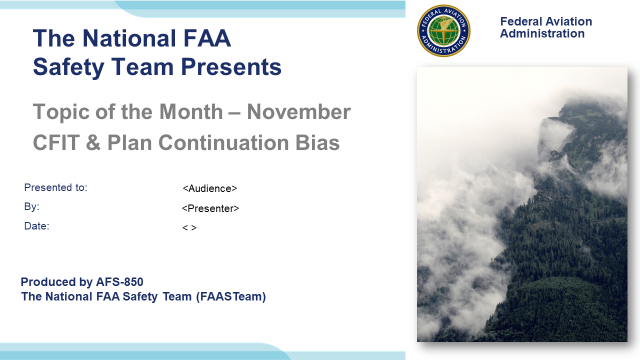 The National FAA
Safety Team Presents
Topic of the Month – November
CFIT & Plan Continuation Bias
Presented to: <Audience>
By: <Presenter>
Date: < >
Produced by AFS-850
The National FAA Safety Team (FAASTeam)
FEDERAL AVIATION
ADMINISTRATION
Federal Aviation
Administration